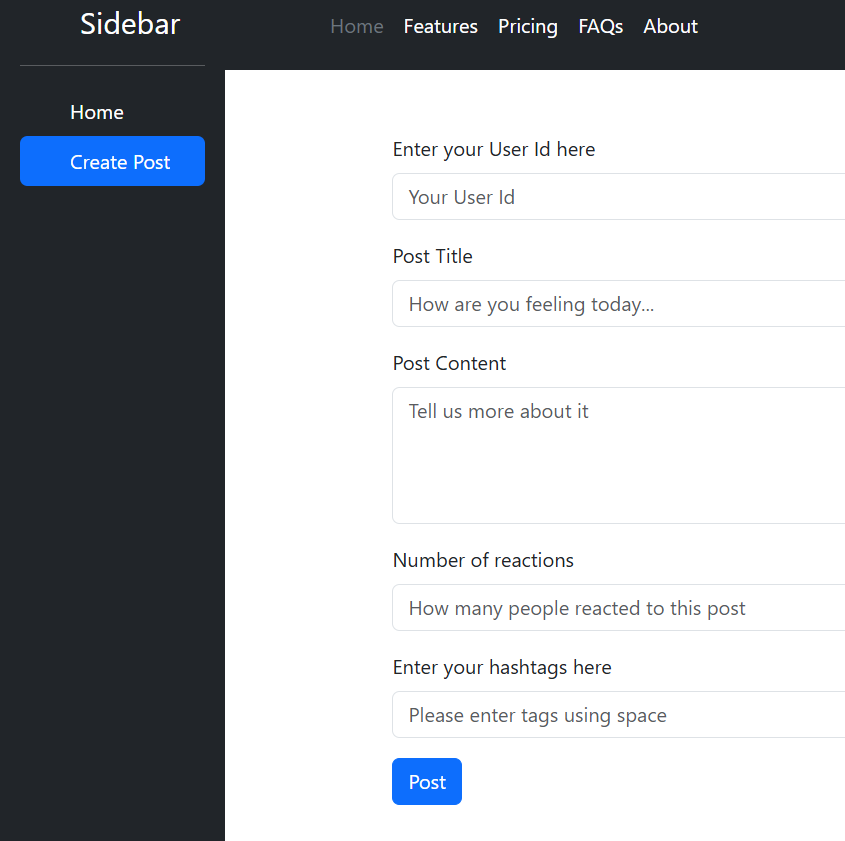 Sidebar
Home Features Pricing FAQs About
Home
Create Post
Enter your User Id here
Your User Id
Post Title
How are you feeling today...
Post Content
Tell us more about it
Number of reactions
How many people reacted to this post
Enter your hashtags here
Please enter tags using space
Post